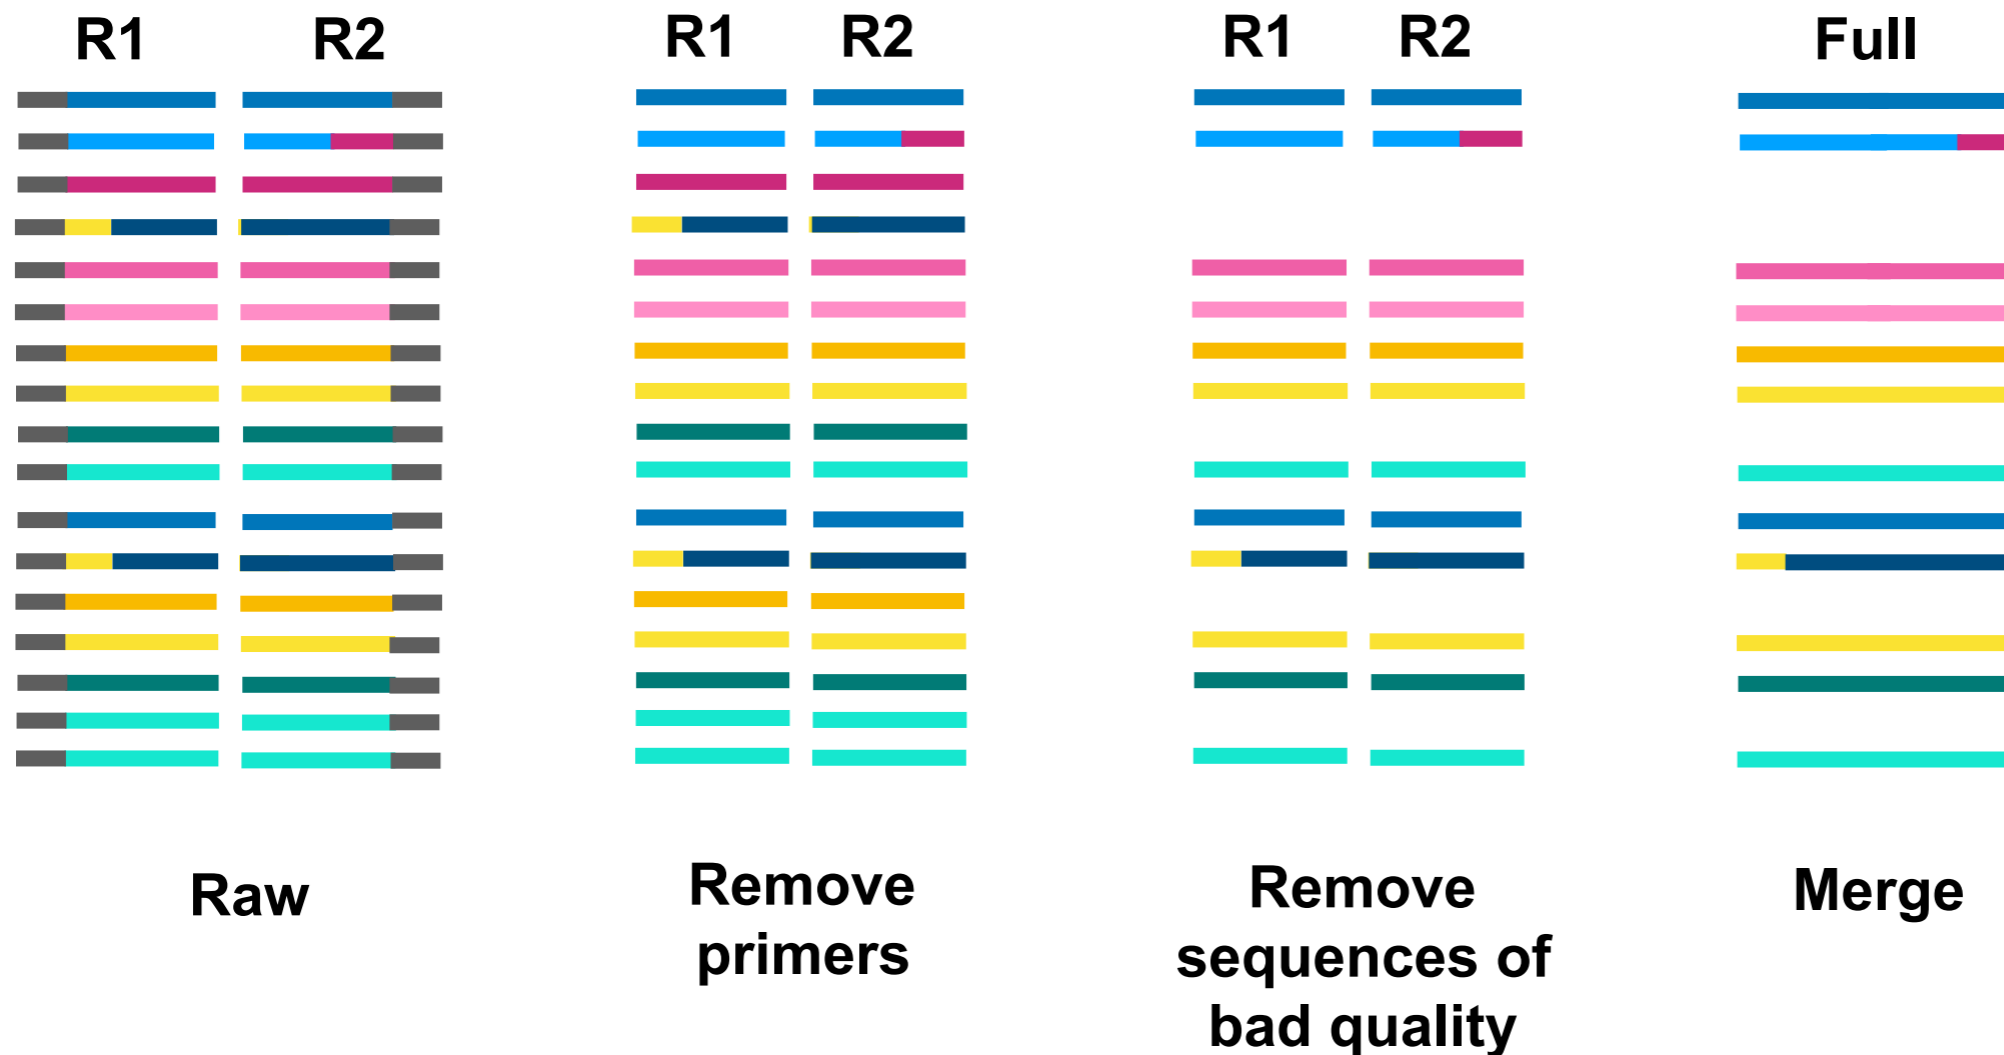 R1 R2 R1 R2 R1 R2 Full
Raw
Remove
primers
Remove
sequences of
bad quality
Merge